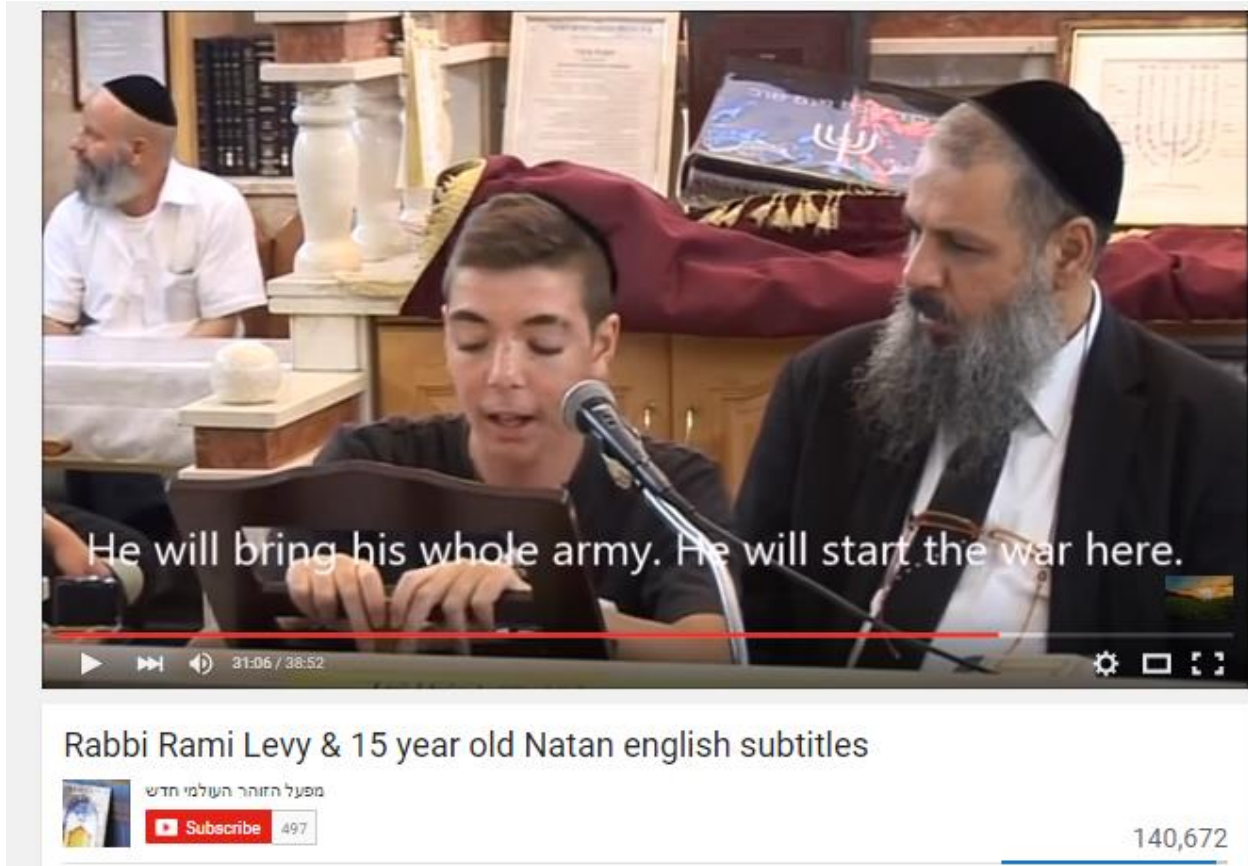 He will bring his whole army. He will start the war here.
31:06 / 38:52
Rabbi Rami Levy & 15 year old Natan english subtitles
מפעל הזוהר העולמי חדש
Subscribe 497
140,672